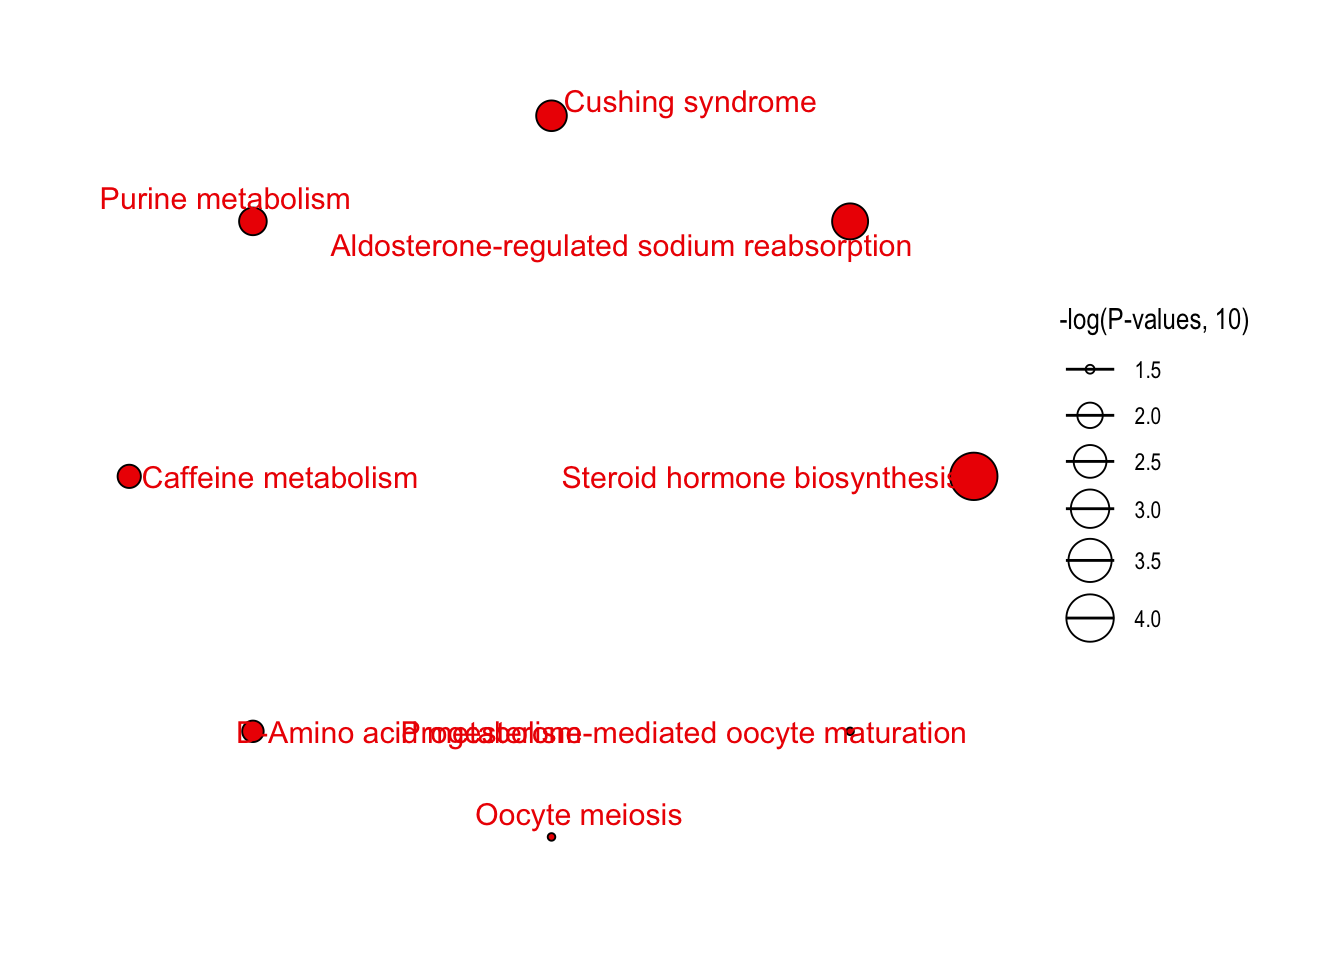 Cushing syndrome
Purine metabolism
Aldosterone-regulated sodium reabsorption
-log(P-values, 10)
1.5
2.0
2.5
3.0
3.5
4.0
Caffeine metabolism
Steroid hormone biosynthesis
D-Amino acid metabolism
Progesterone-mediated oocyte maturation
Oocyte meiosis